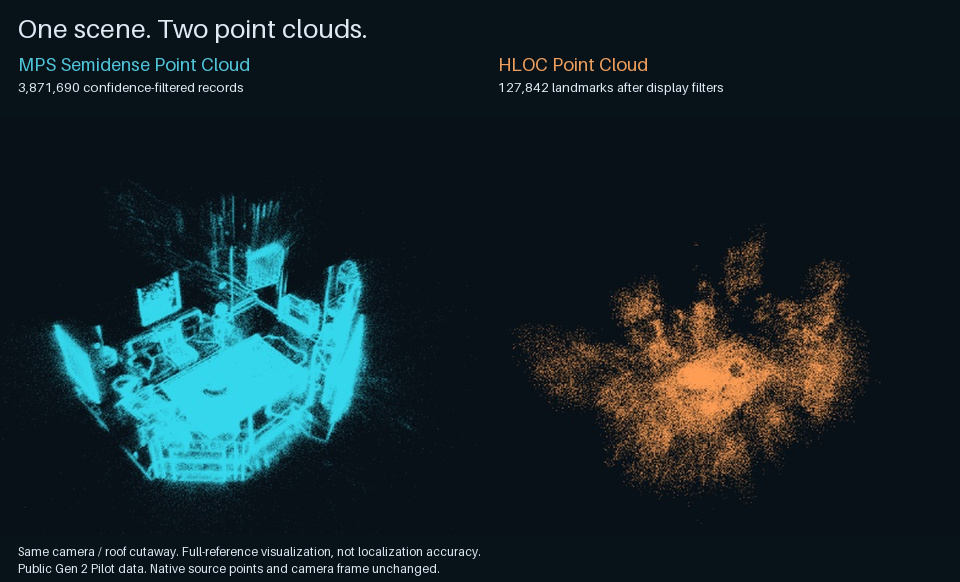 One scene. Two point clouds.
MPS Semidense Point Cloud
3,871,690 confidence-filtered records
HLOC Point Cloud
127,842 landmarks after display filters
Same camera / roof cutaway. Full-reference visualization, not localization accuracy.
Public Gen 2 Pilot data. Native source points and camera frame unchanged.